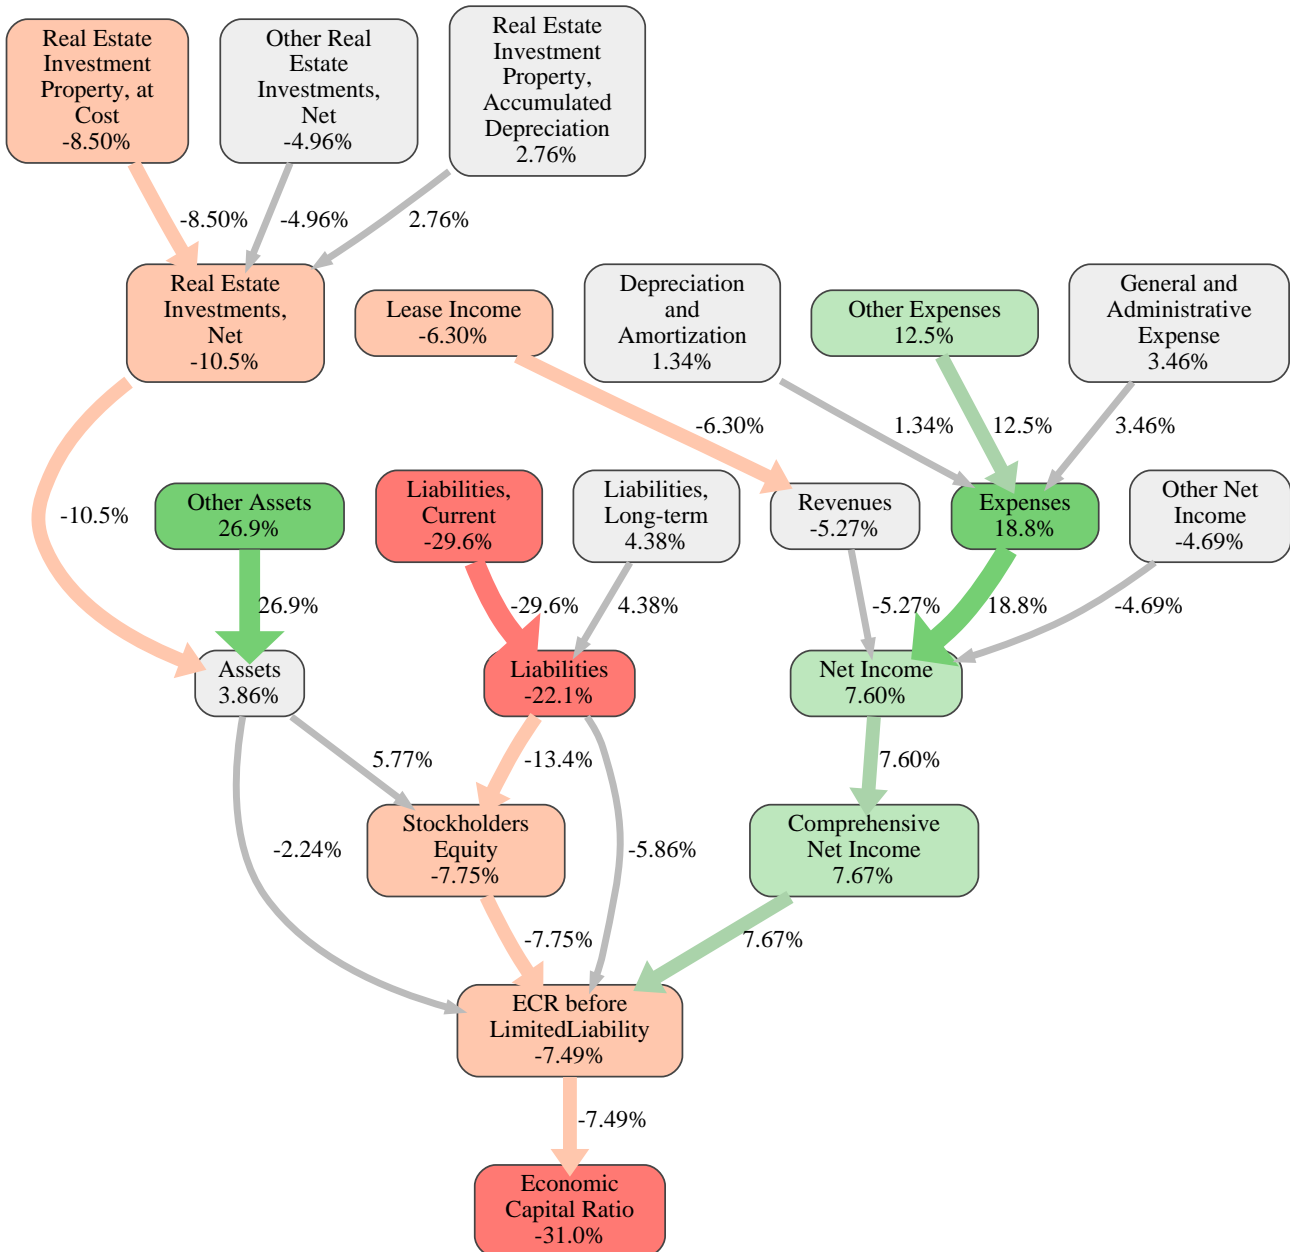 Real Estate
Investment
Property, at
Cost
-8.50%
Other Real
Estate
Investments,
Net
-4.96%
Real Estate
Investment
Property,
Accumulated
Depreciation
2.76%
-8.50%
-4.96%
2.76%
Real Estate
Investments,
Net
-10.5%
Lease Income
-6.30%
Depreciation
and
Amortization
1.34%
Other Expenses
12.5%
General and
Administrative
Expense
3.46%
-6.30%
1.34%
12.5%
3.46%
-10.5%
Other Assets
26.9%
Liabilities,
Current
-29.6%
Liabilities,
Long-term
4.38%
Revenues
-5.27%
Expenses
18.8%
Other Net
Income
-4.69%
26.9%
-29.6%
4.38%
-5.27%
18.8%
-4.69%
Assets
3.86%
Liabilities
-22.1%
Net Income
7.60%
5.77%
-13.4%
7.60%
-2.24%
Stockholders
Equity
-7.75%
-5.86%
Comprehensive
Net Income
7.67%
-7.75%
7.67%
ECR before
LimitedLiability
-7.49%
-7.49%
Economic
Capital Ratio
-31.0%